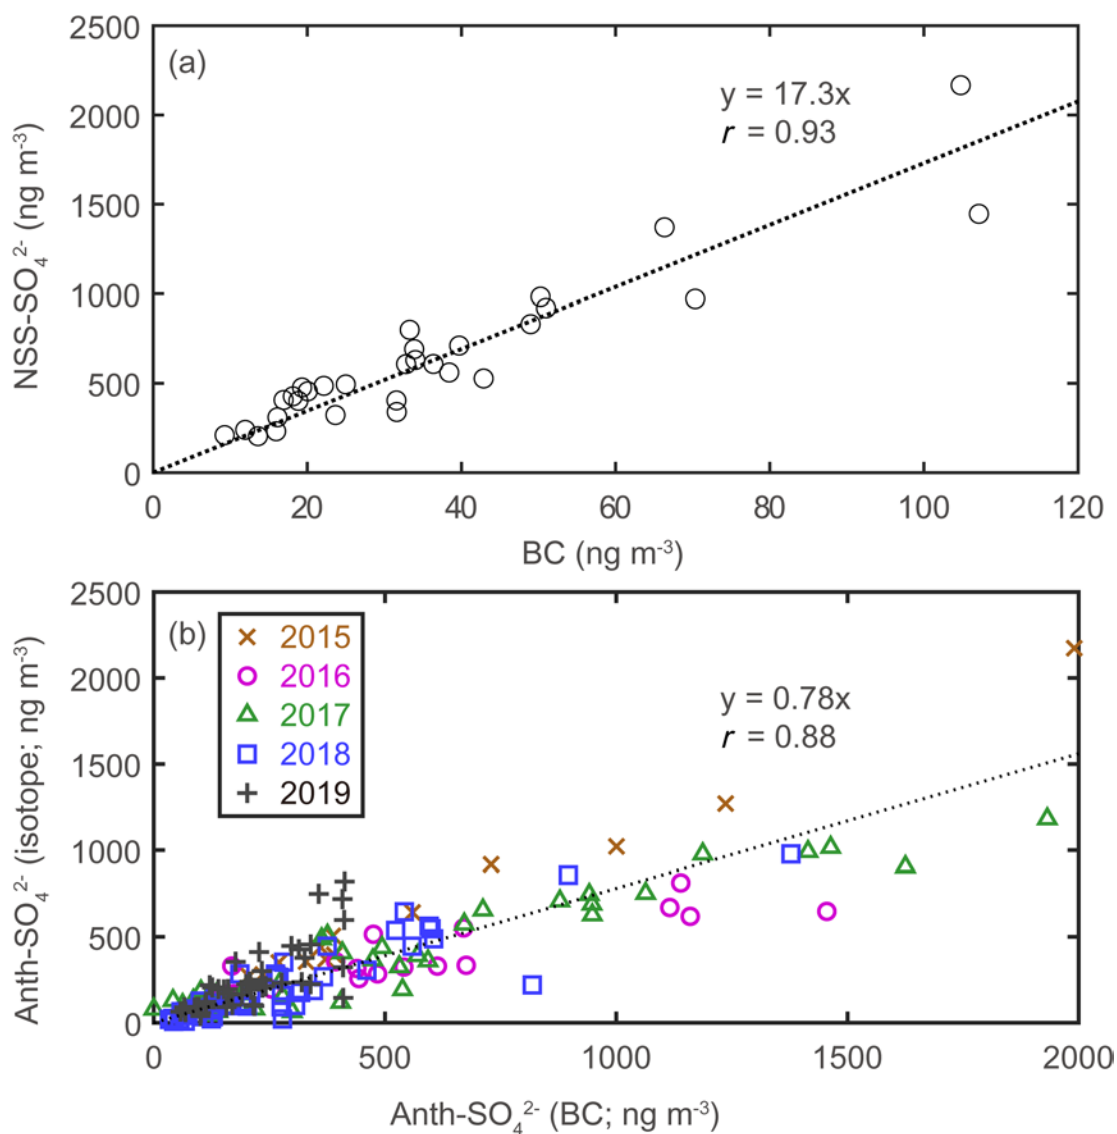 (a)
y = 17.3x
r = 0.93
NSS-SO₄²⁻ (ng m⁻³)
2500
2000
1500
1000
500
0
0 20 40 60 80 100 120
BC (ng m⁻³)
(b)
2015
2016
2017
2018
2019
y = 0.78x
r = 0.88
Anth-SO₄²⁻ (isotope; ng m⁻³)
2500
2000
1500
1000
500
0
0 500 1000 1500 2000
Anth-SO₄²⁻ (BC; ng m⁻³)